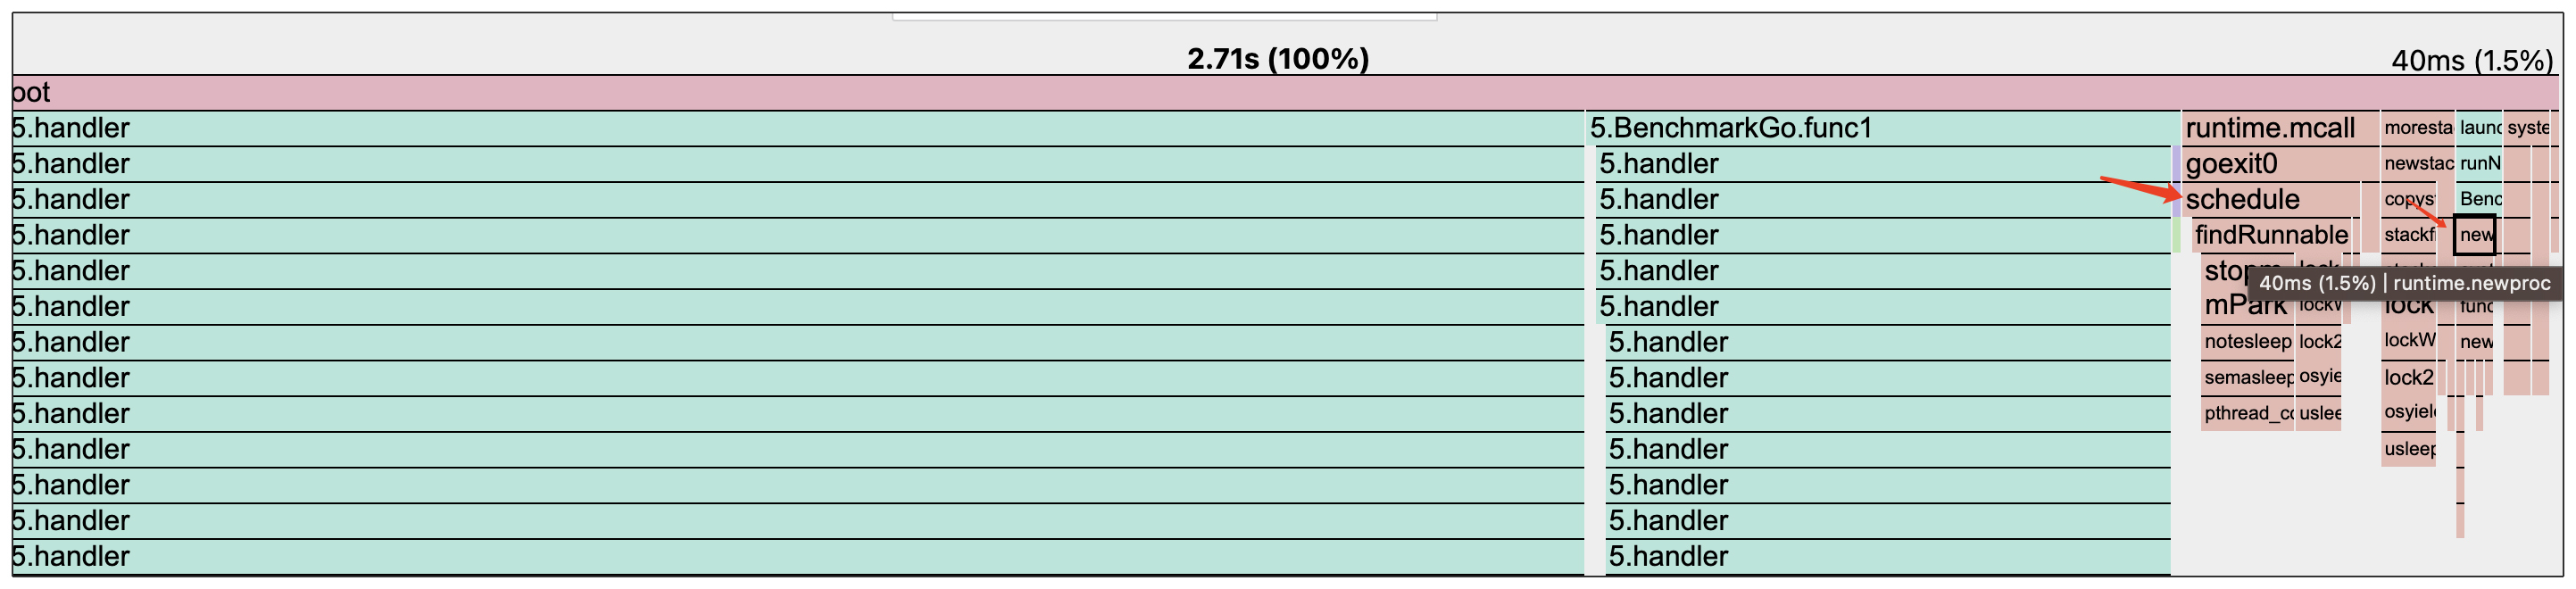 2.71s (100%) 40ms (1.5%)
oot
5.handler 5.BenchmarkGo.func1 runtime.mcall moresta launc syste
5.handler 5.handler goexit0 newstac runN
5.handler 5.handler schedule copys Benc
5.handler 5.handler findRunnable stackf new
5.handler 5.handler
40ms (1.5%) | runtime.newproc
5.handler 5.handler mPark lockW lock func
5.handler 5.handler notesleep lock2 lockW new
5.handler 5.handler semasleep osyie lock2
5.handler 5.handler pthread_co uslee osyiel
5.handler 5.handler usleep
5.handler 5.handler
5.handler 5.handler
5.handler 5.handler